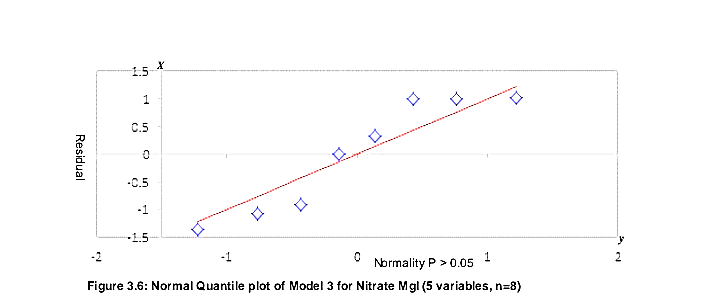 X
1.5
1
0.5
0
-0.5
-1
-1.5
Residual
y
-2
-1
0
1
2
Normality P > 0.05
Figure 3.6: Normal Quantile plot of Model 3 for Nitrate Mgl (5 variables, n=8)